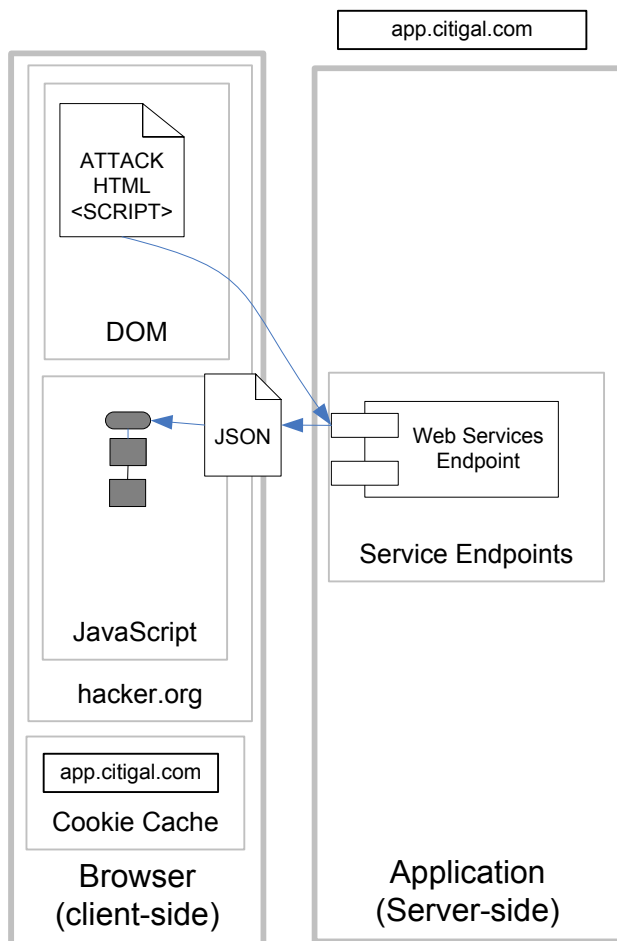 app.citigal.com
ATTACK
HTML
<SCRIPT>
DOM
JSON
Web Services
Endpoint
Service Endpoints
JavaScript
hacker.org
app.citigal.com
Cookie Cache
Browser
(client-side)
Application
(Server-side)